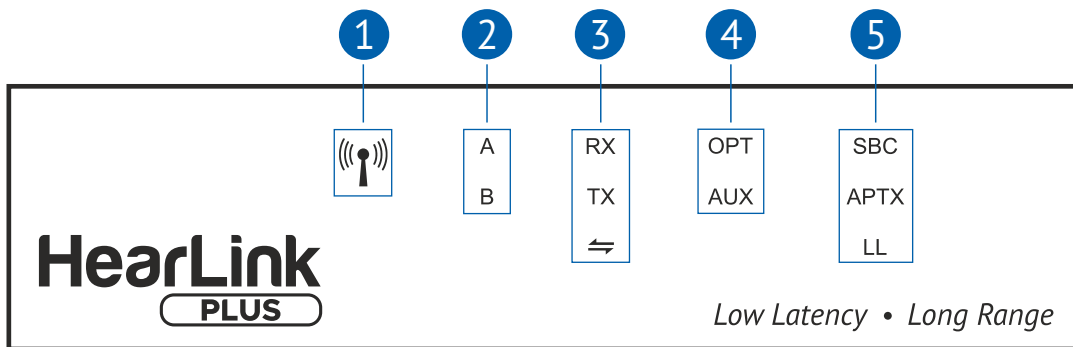 1 2 3 4 5
A RX OPT SBC
B TX AUX APTX
⇋ LL
HearLink
PLUS
Low Latency • Long Range